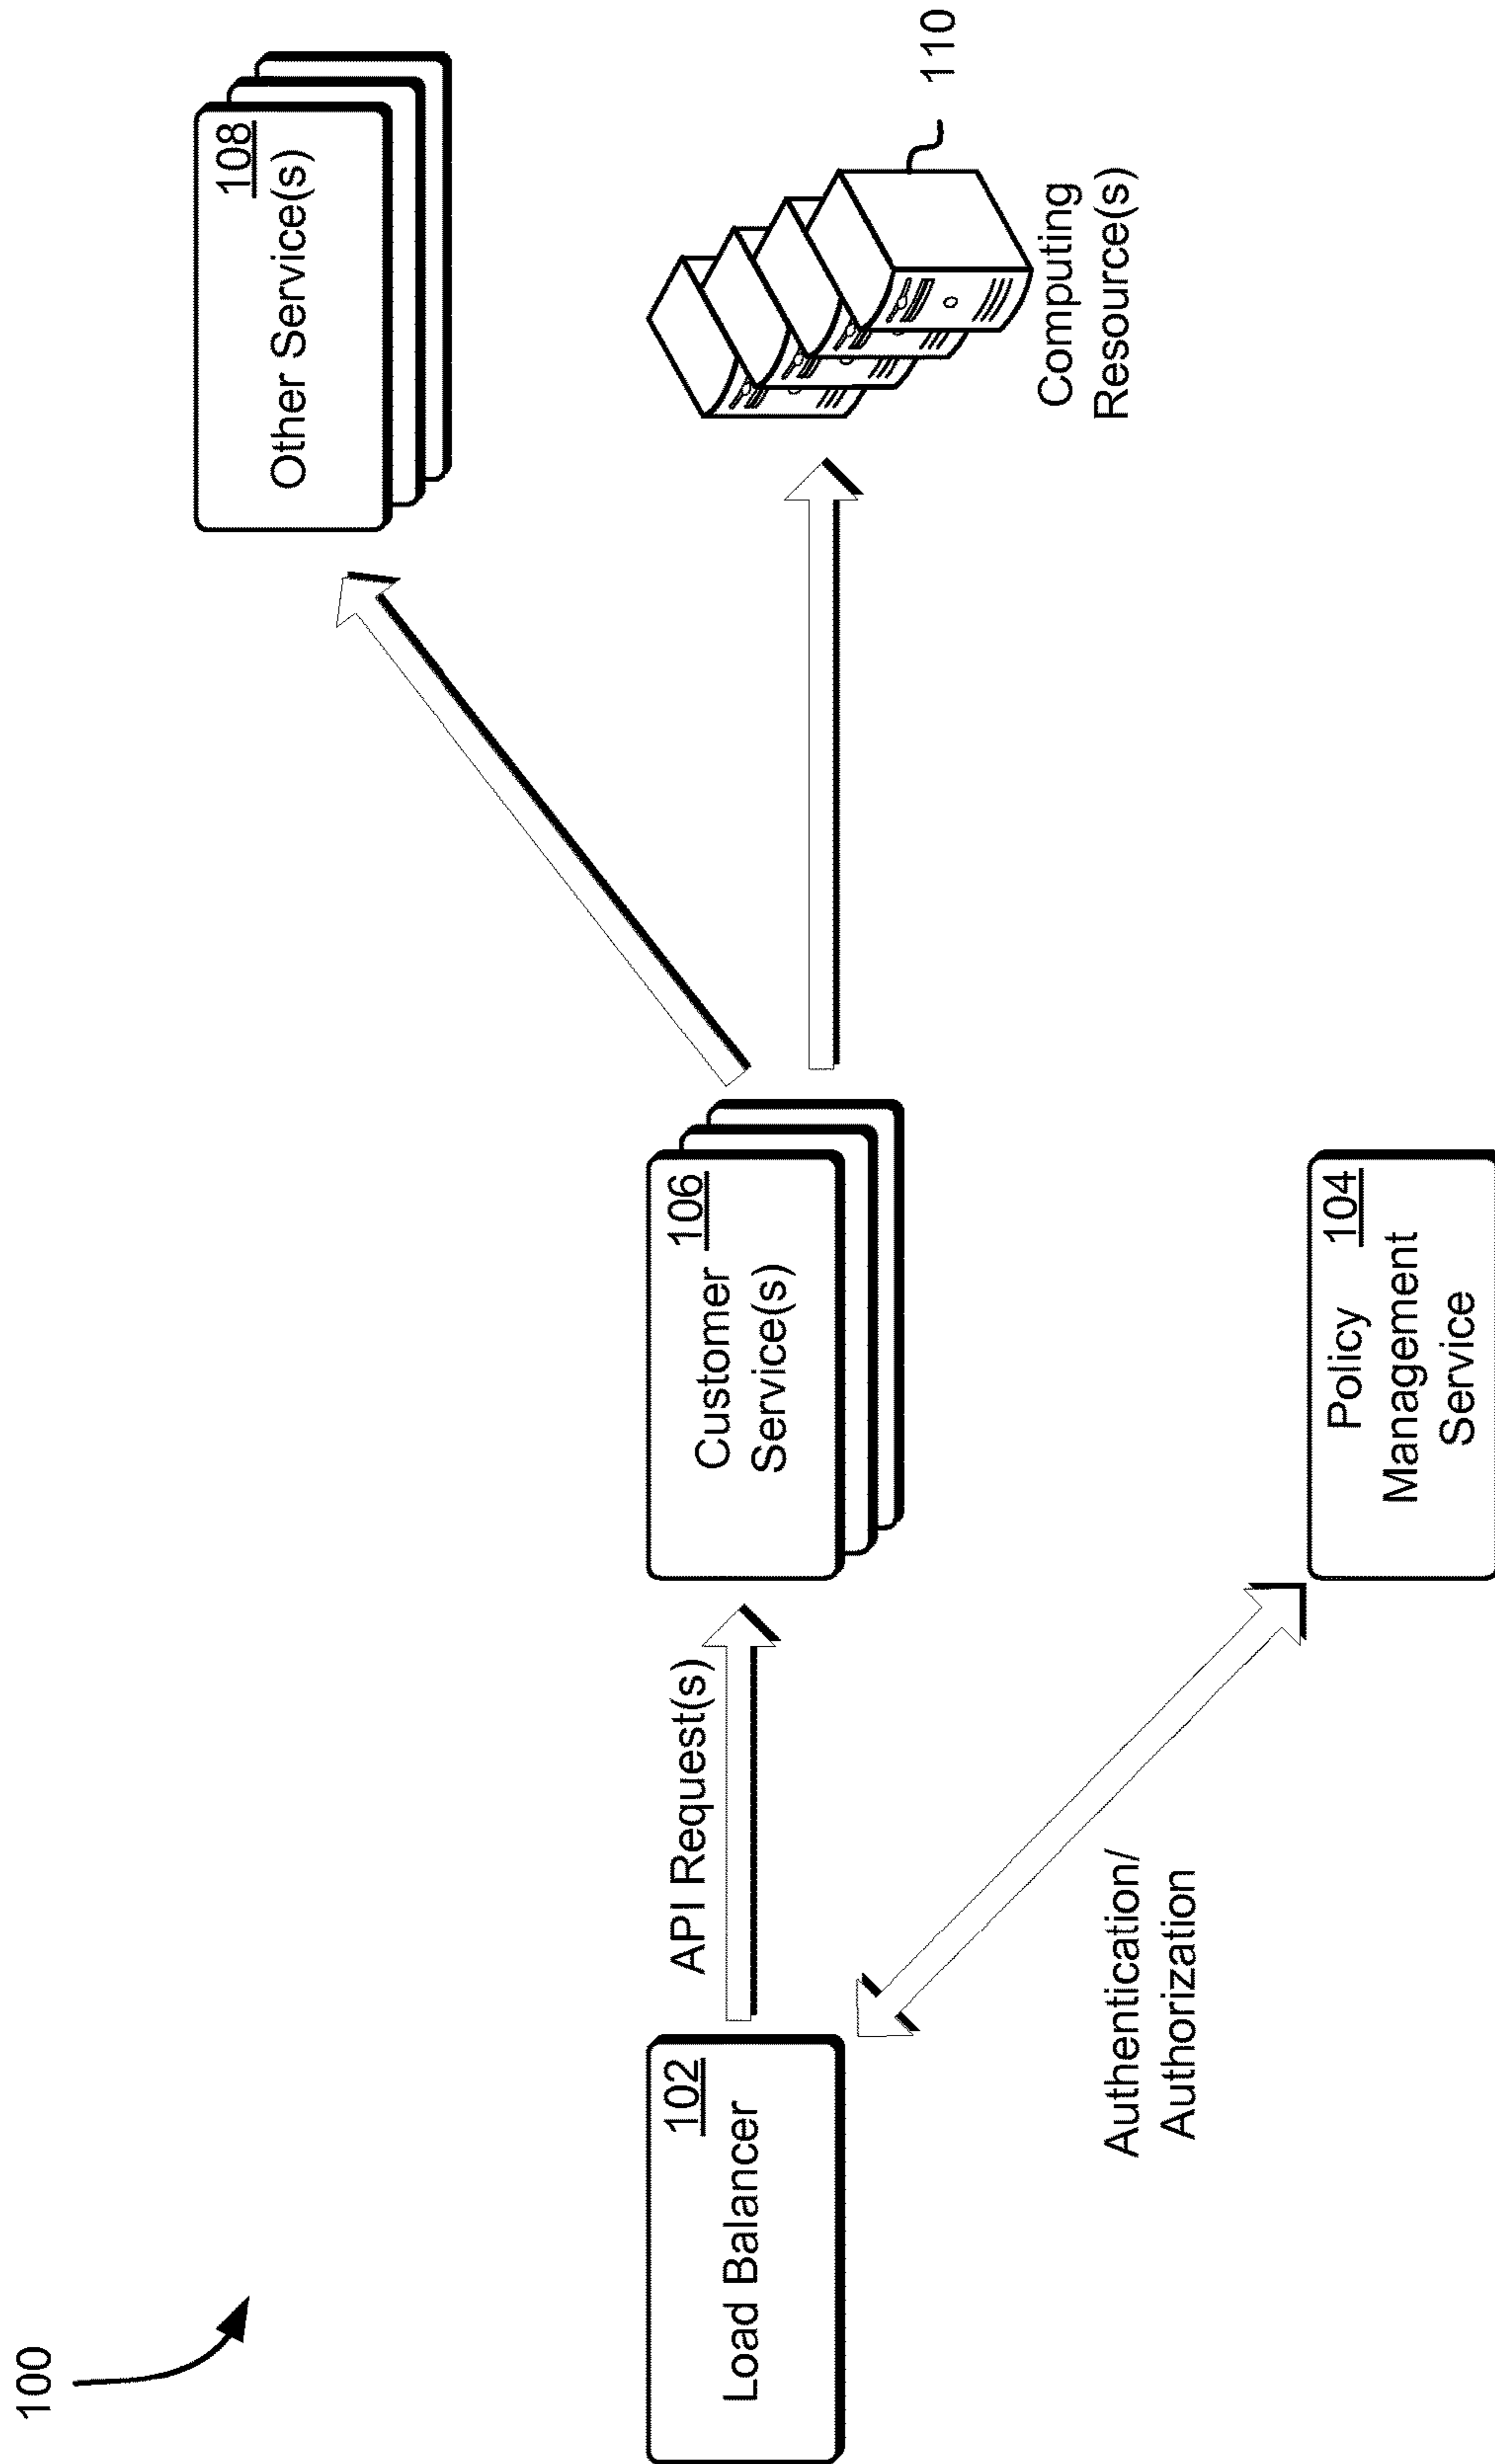 100
102
Load Balancer
API Request(s)
Authentication/
Authorization
106
Customer
Service(s)
104
Policy
Management
Service
108
Other Service(s)
110
Computing
Resource(s)